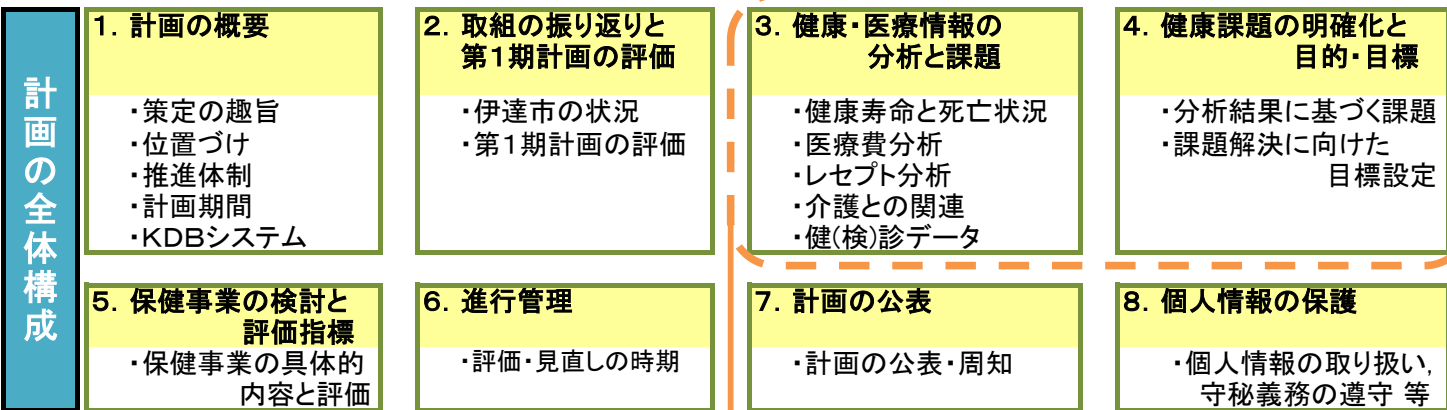 計画の全体構成
1．計画の概要
・策定の趣旨
・位置づけ
・推進体制
・計画期間
・KDBシステム
2．取組の振り返りと
第1期計画の評価
・伊達市の状況
・第1期計画の評価
3．健康・医療情報の
分析と課題
・健康寿命と死亡状況
・医療費分析
・レセプト分析
・介護との関連
・健(検)診データ
4．健康課題の明確化と
目的・目標
・分析結果に基づく課題
・課題解決に向けた
目標設定
5．保健事業の検討と
評価指標
・保健事業の具体的
内容と評価
6．進行管理
・評価・見直しの時期
7．計画の公表
・計画の公表・周知
8．個人情報の保護
・個人情報の取り扱い，
守秘義務の遵守 等